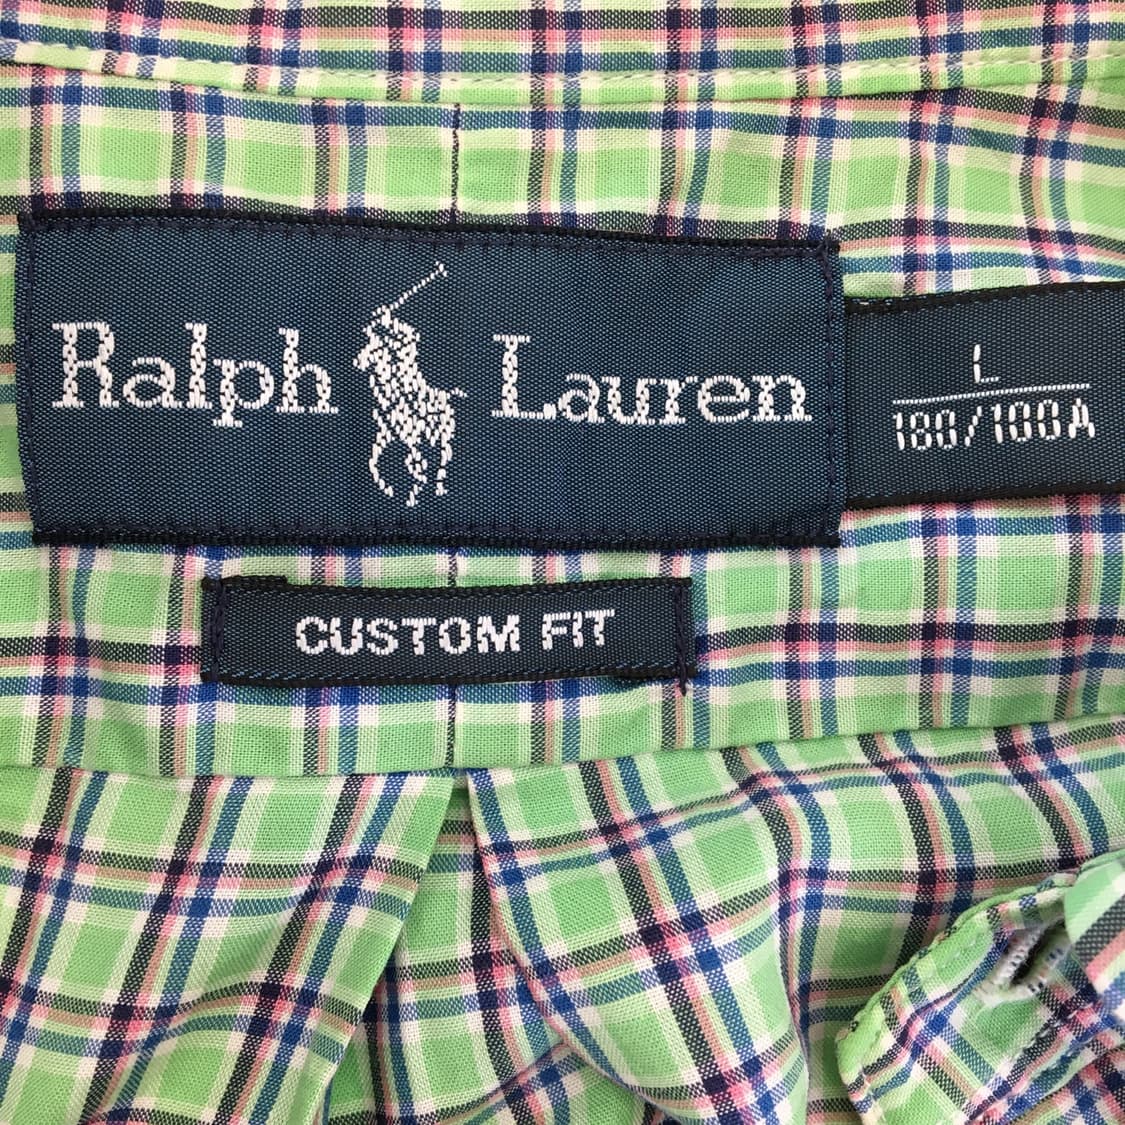 Ralph Lauren
L
180/100A
CUSTOM FIT